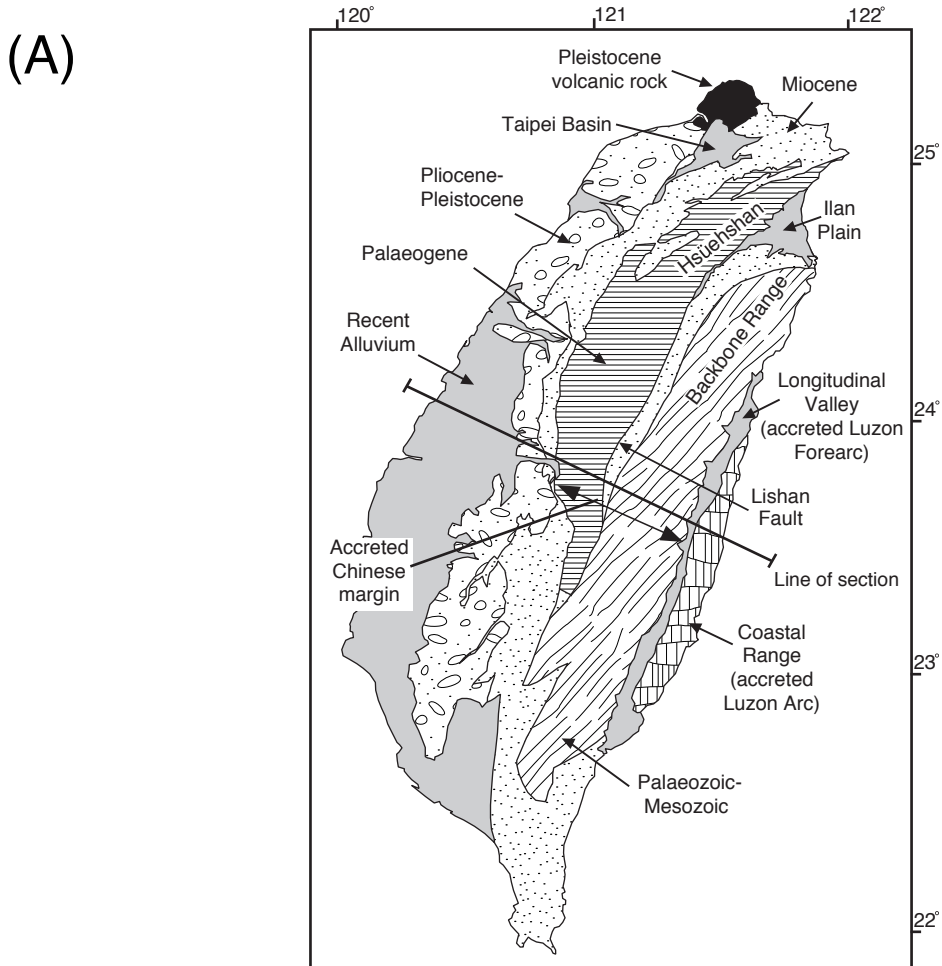 (A)
120°
121
122°
Pleistocene
volcanic rock
Miocene
Taipei Basin
25°
Pliocene-
Pleistocene
Ilan
Plain
Hsuehshan
Palaeogene
Recent
Alluvium
Backbone Range
Longitudinal
Valley
(accreted Luzon
Forearc)
24°
Lishan
Fault
Accreted
Chinese
margin
Line of section
Coastal
Range
(accreted
Luzon Arc)
23°
Palaeozoic-
Mesozoic
22°